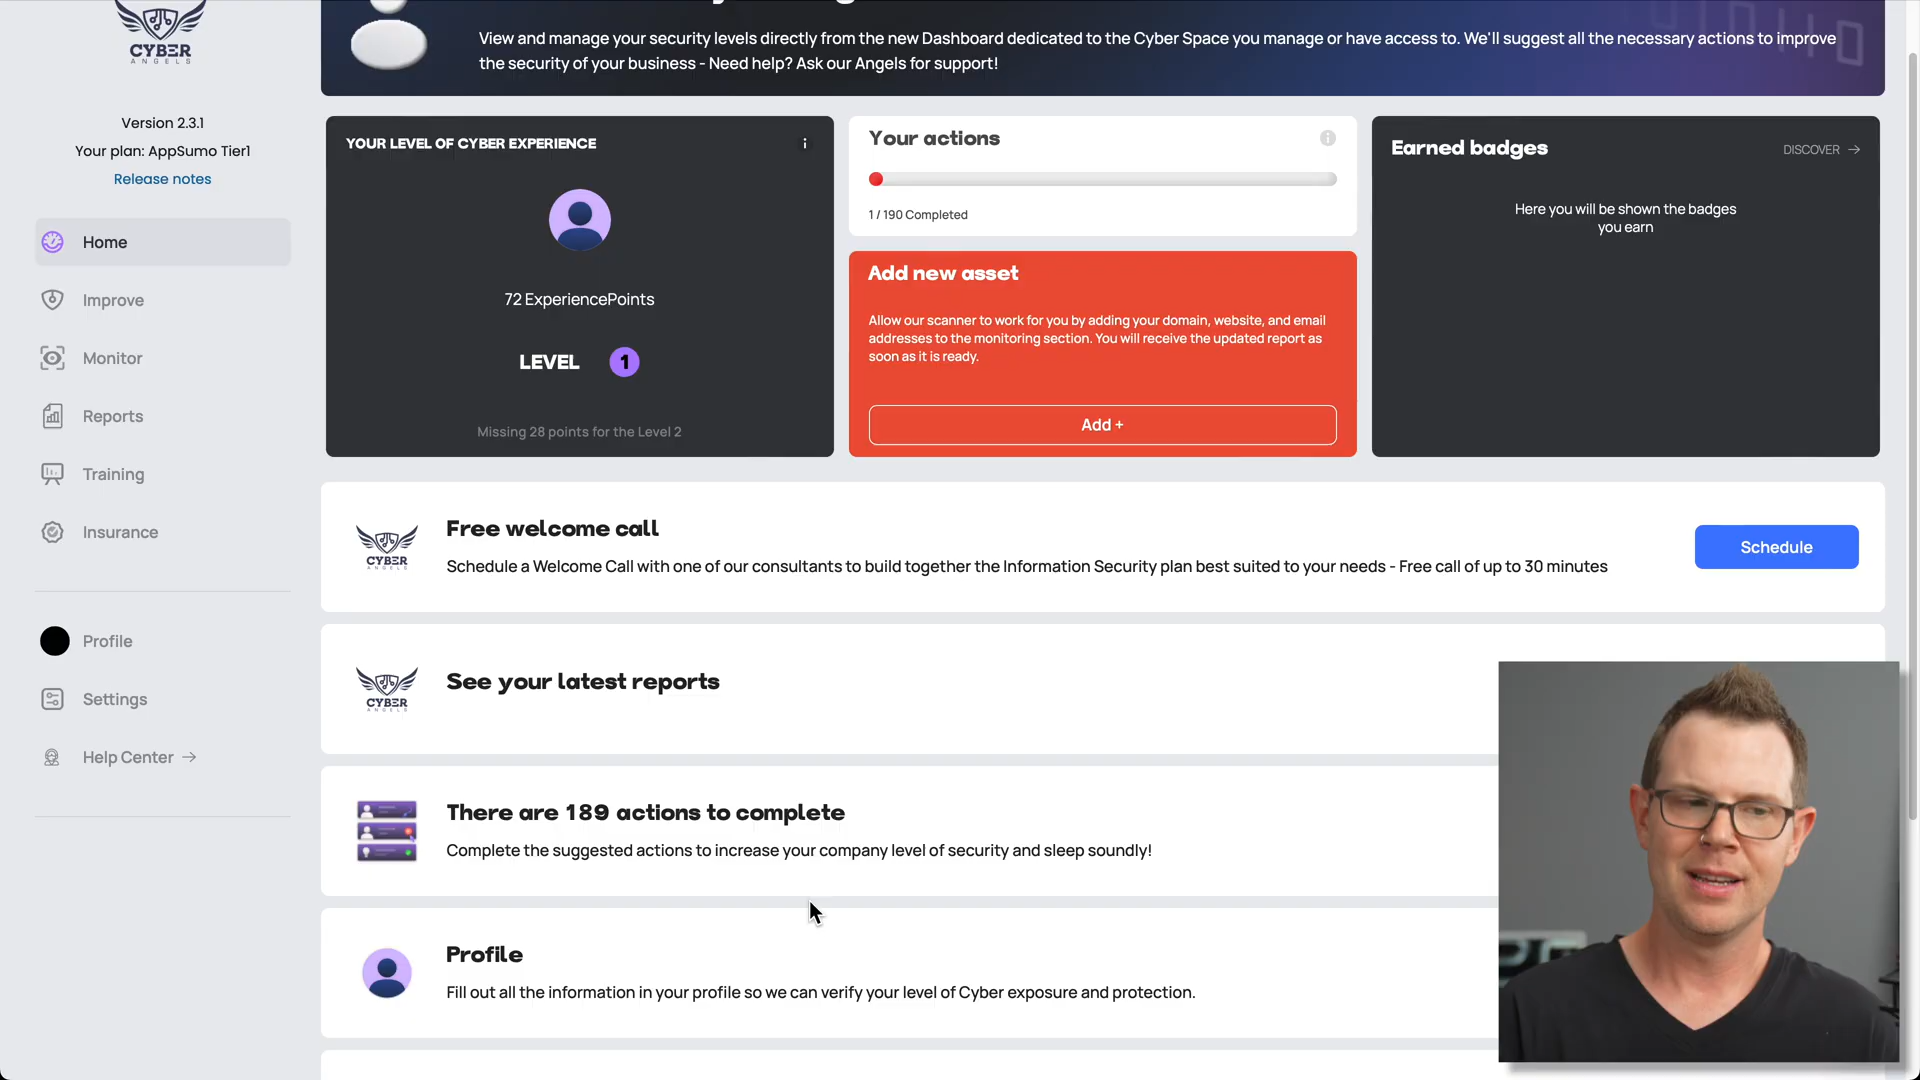 CYBER
ANGELS
View and manage your security levels directly from the new Dashboard dedicated to the Cyber Space you manage or have access to. We'll suggest all the necessary actions to improve
the security of your business - Need help? Ask our Angels for support!
Version 2.3.1
Your plan: AppSumo Tier1
Release notes
Home
Improve
Monitor
Reports
Training
Insurance
Profile
Settings
Help Center →
YOUR LEVEL OF CYBER EXPERIENCE
72 ExperiencePoints
LEVEL 1
Missing 28 points for the Level 2
Your actions
1 / 190 Completed
Add new asset
Allow our scanner to work for you by adding your domain, website, and email
addresses to the monitoring section. You will receive the updated report as
soon as it is ready.
Add +
Earned badges
DISCOVER →
Here you will be shown the badges
you earn
CYBER
ANGELS
Free welcome call
Schedule a Welcome Call with one of our consultants to build together the Information Security plan best suited to your needs - Free call of up to 30 minutes
Schedule
CYBER
ANGELS
See your latest reports
There are 189 actions to complete
Complete the suggested actions to increase your company level of security and sleep soundly!
Profile
Fill out all the information in your profile so we can verify your level of Cyber exposure and protection.